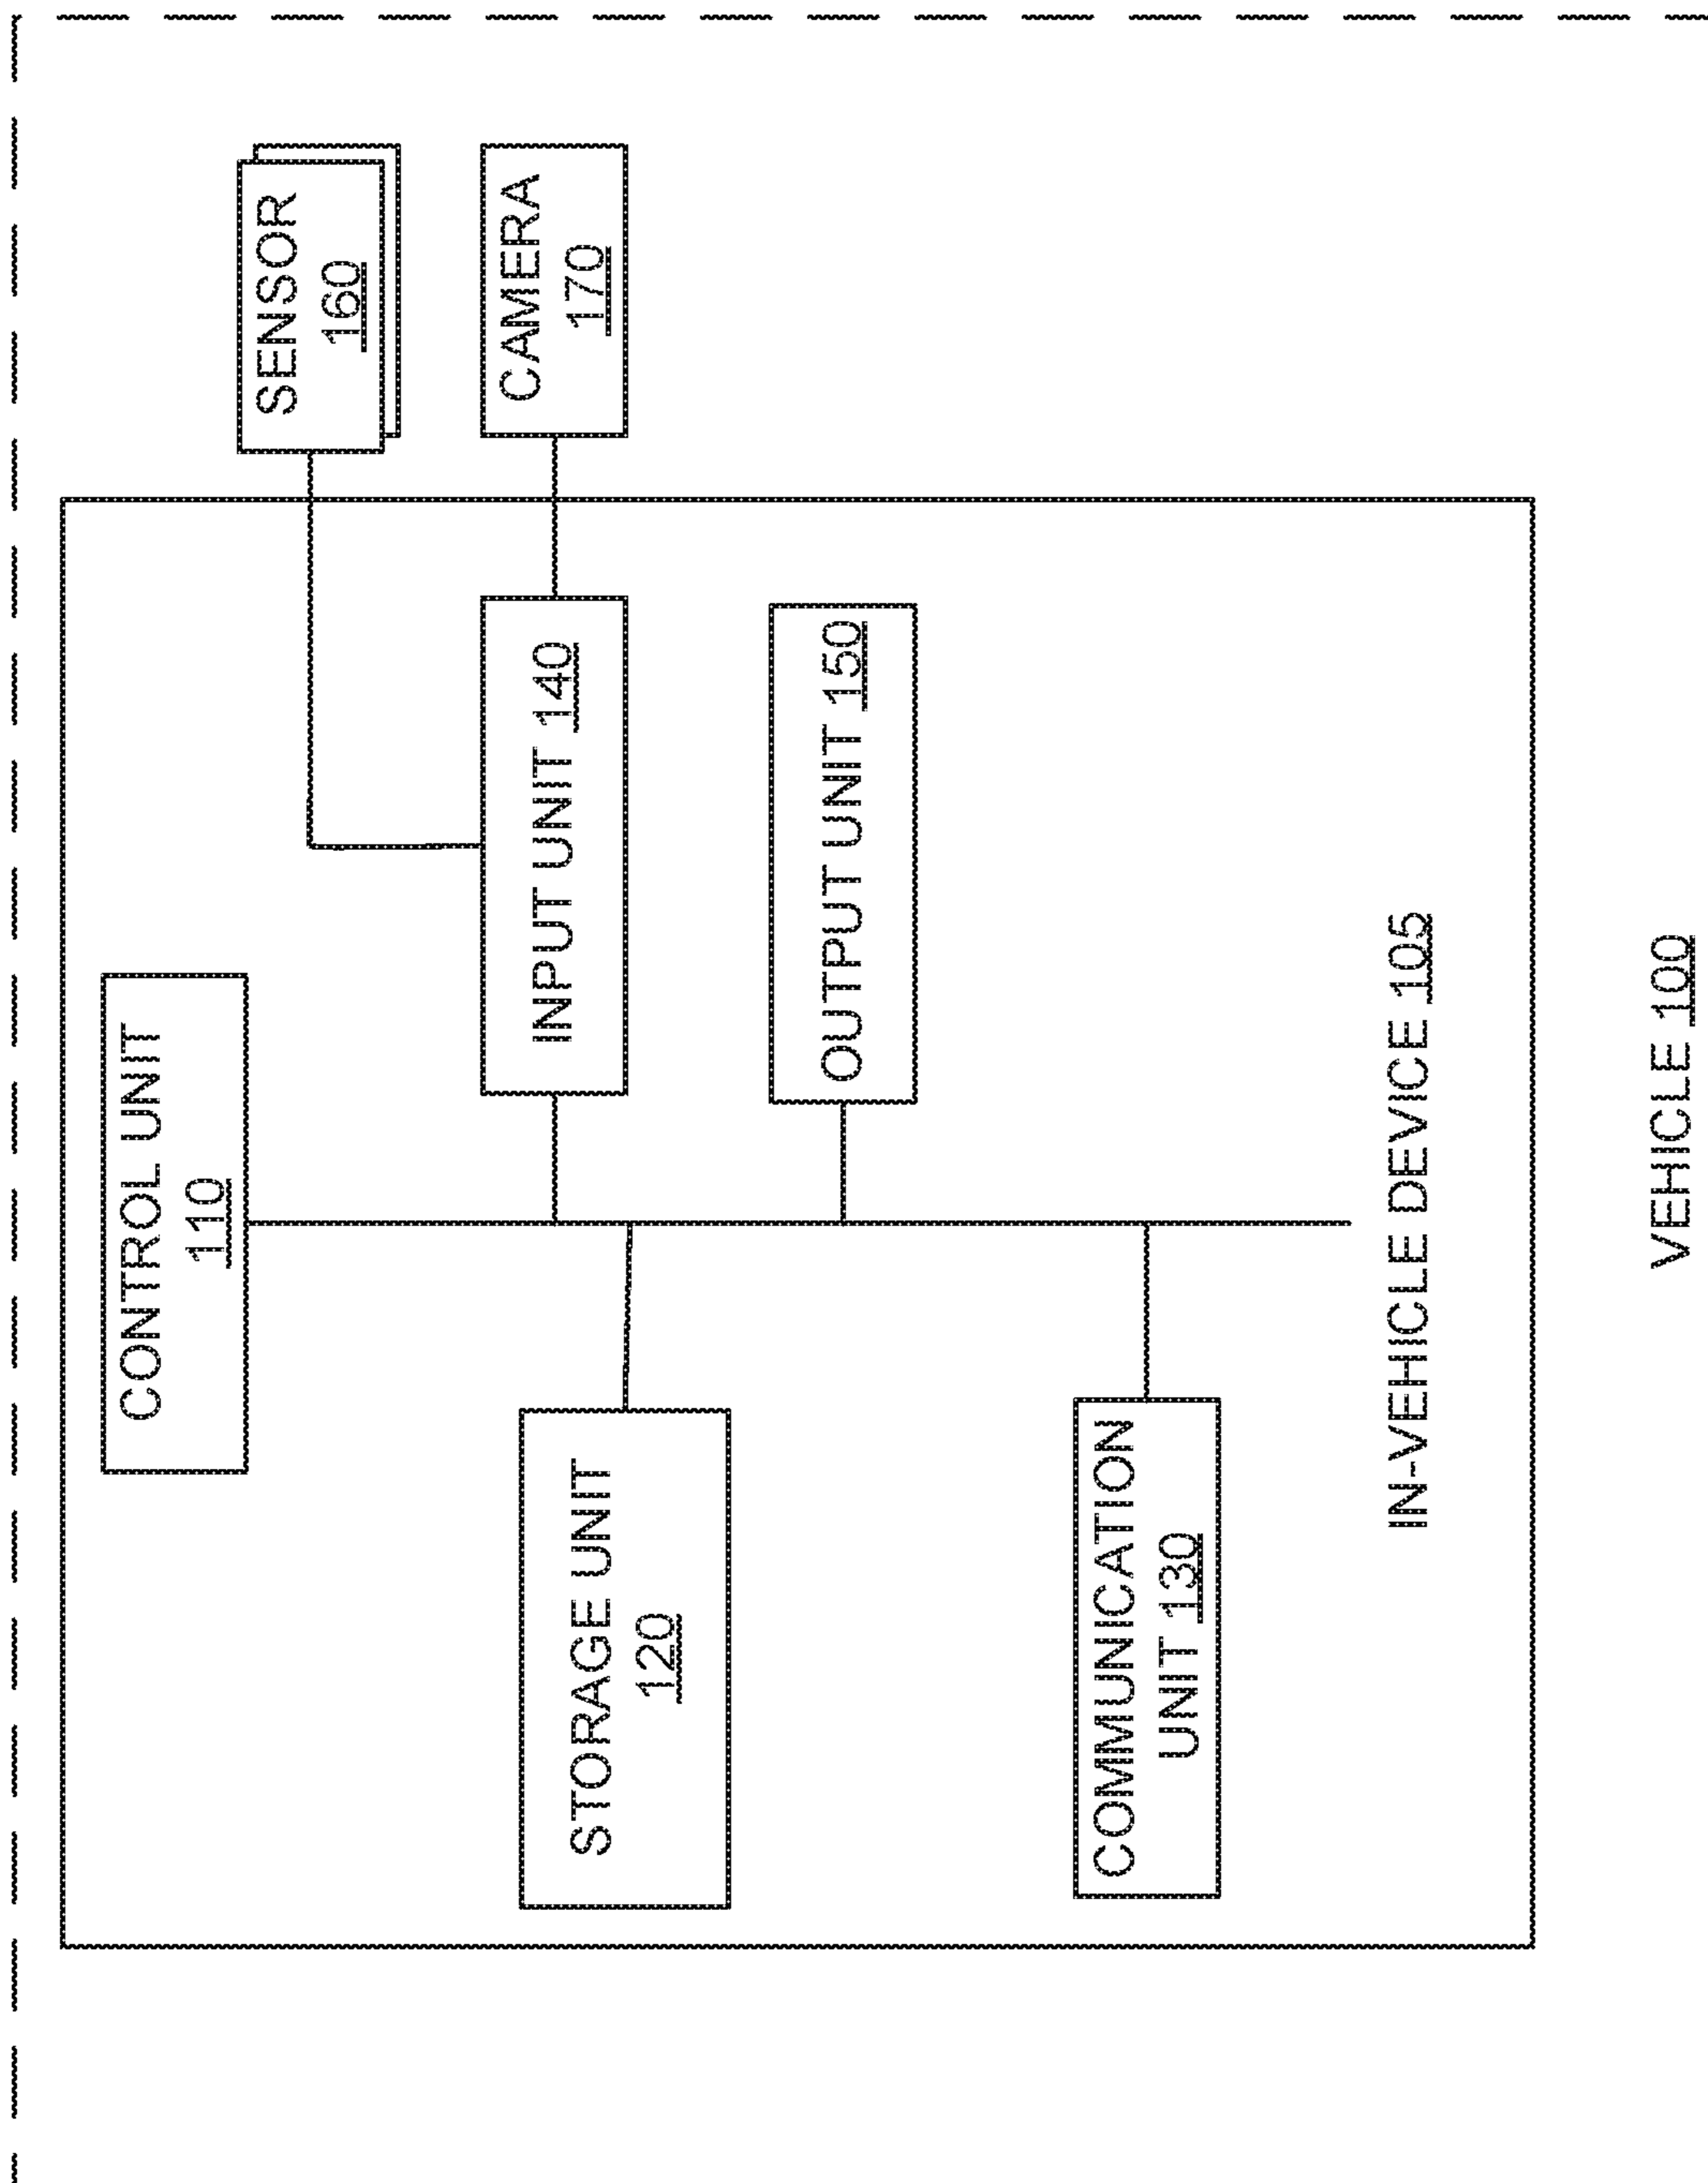 CONTROL UNIT
110
SENSOR
160
STORAGE UNIT
120
INPUT UNIT 140
CAMERA
170
OUTPUT UNIT 150
COMMUNICATION
UNIT 130
IN-VEHICLE DEVICE 105
VEHICLE 100